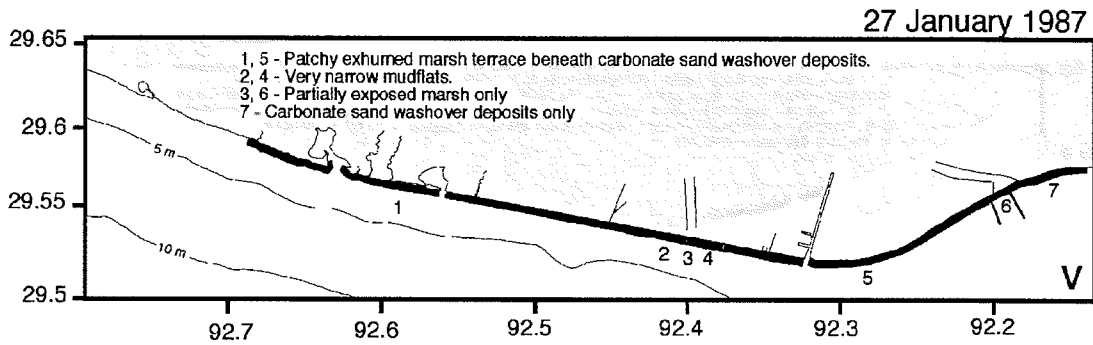 27 January 1987
29.65
1, 5 - Patchy exhurned marsh terrace beneath carbonate sand washover deposits.
2, 4 - Very narrow mudflats.
3, 6 - Partially exposed marsh only
7 - Carbonate sand washover deposits only
29.6
5 m
29.55
1
2 3 4
5
6
7
10 m
V
29.5
92.7 92.6 92.5 92.4 92.3 92.2